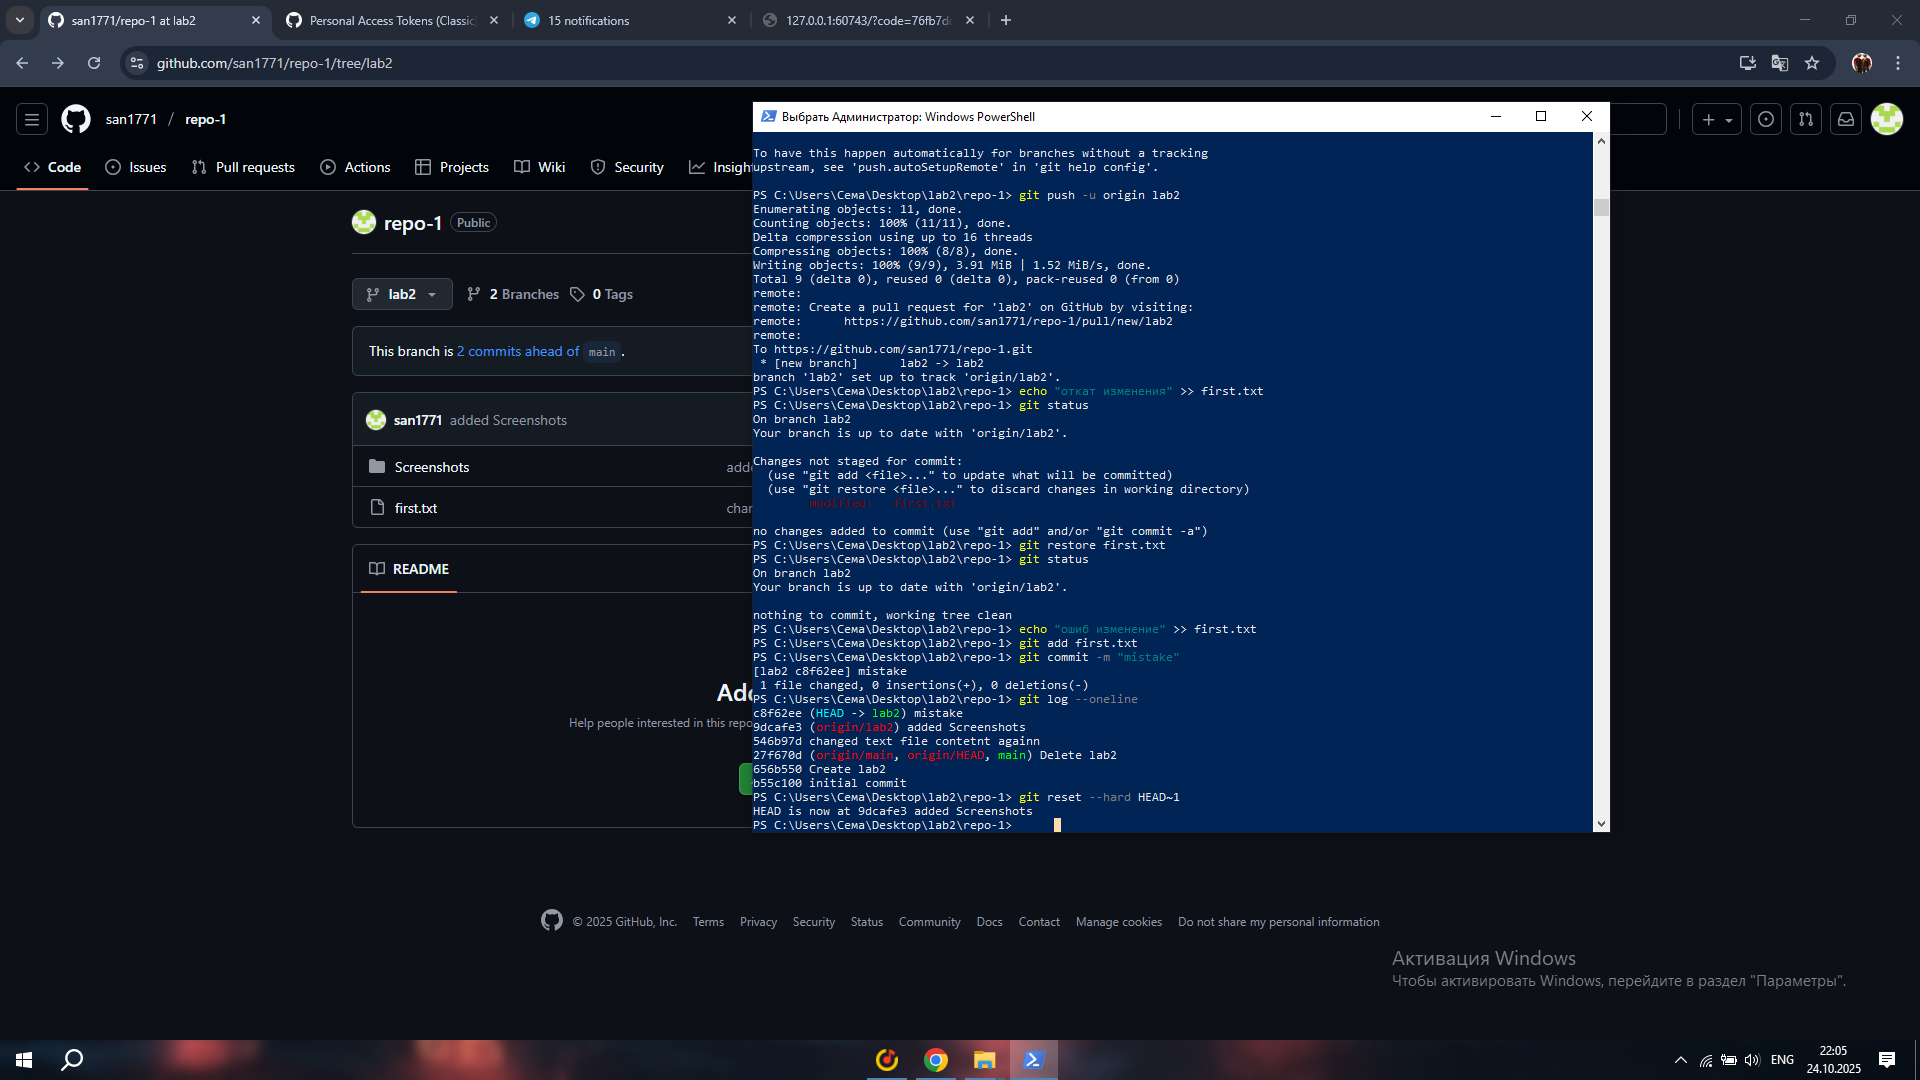 san1771/repo-1 at lab2
Personal Access Tokens (Classic
15 notifications
127.0.0.1:60743/?code=76fb7d
github.com/san1771/repo-1/tree/lab2
san1771 / repo-1
Code
Issues
Pull requests
Actions
Projects
Wiki
Security
Insigh
repo-1
Public
lab2
2 Branches
0 Tags
This branch is 2 commits ahead of main .
san1771 added Screenshots
Screenshots
adde
first.txt
chan
README
Add
Help people interested in this repo
Выбрать Администратор: Windows PowerShell
To have this happen automatically for branches without a tracking
upstream, see 'push.autoSetupRemote' in 'git help config'.
PS C:\Users\Сема\Desktop\lab2\repo-1> git push -u origin lab2
Enumerating objects: 11, done.
Counting objects: 100% (11/11), done.
Delta compression using up to 16 threads
Compressing objects: 100% (8/8), done.
Writing objects: 100% (9/9), 3.91 MiB | 1.52 MiB/s, done.
Total 9 (delta 0), reused 0 (delta 0), pack-reused 0 (from 0)
remote:
remote: Create a pull request for 'lab2' on GitHub by visiting:
remote:      https://github.com/san1771/repo-1/pull/new/lab2
remote:
To https://github.com/san1771/repo-1.git
 * [new branch]      lab2 -> lab2
branch 'lab2' set up to track 'origin/lab2'.
PS C:\Users\Сема\Desktop\lab2\repo-1> echo "откат изменения" >> first.txt
PS C:\Users\Сема\Desktop\lab2\repo-1> git status
On branch lab2
Your branch is up to date with 'origin/lab2'.
Changes not staged for commit:
  (use "git add <file>..." to update what will be committed)
  (use "git restore <file>..." to discard changes in working directory)
        modified:   first.txt
no changes added to commit (use "git add" and/or "git commit -a")
PS C:\Users\Сема\Desktop\lab2\repo-1> git restore first.txt
PS C:\Users\Сема\Desktop\lab2\repo-1> git status
On branch lab2
Your branch is up to date with 'origin/lab2'.
nothing to commit, working tree clean
PS C:\Users\Сема\Desktop\lab2\repo-1> echo "ошиб изменение" >> first.txt
PS C:\Users\Сема\Desktop\lab2\repo-1> git add first.txt
PS C:\Users\Сема\Desktop\lab2\repo-1> git commit -m "mistake"
[lab2 c8f62ee] mistake
 1 file changed, 0 insertions(+), 0 deletions(-)
PS C:\Users\Сема\Desktop\lab2\repo-1> git log --oneline
c8f62ee (HEAD -> lab2) mistake
9dcafe3 (origin/lab2) added Screenshots
546b97d changed text file contetnt againn
27f670d (origin/main, origin/HEAD, main) Delete lab2
656b550 Create lab2
b55c100 initial commit
PS C:\Users\Сема\Desktop\lab2\repo-1> git reset --hard HEAD~1
HEAD is now at 9dcafe3 added Screenshots
PS C:\Users\Сема\Desktop\lab2\repo-1>
© 2025 GitHub, Inc.
Terms
Privacy
Security
Status
Community
Docs
Contact
Manage cookies
Do not share my personal information
Активация Windows
Чтобы активировать Windows, перейдите в раздел "Параметры".
ENG
22:05
24.10.2025